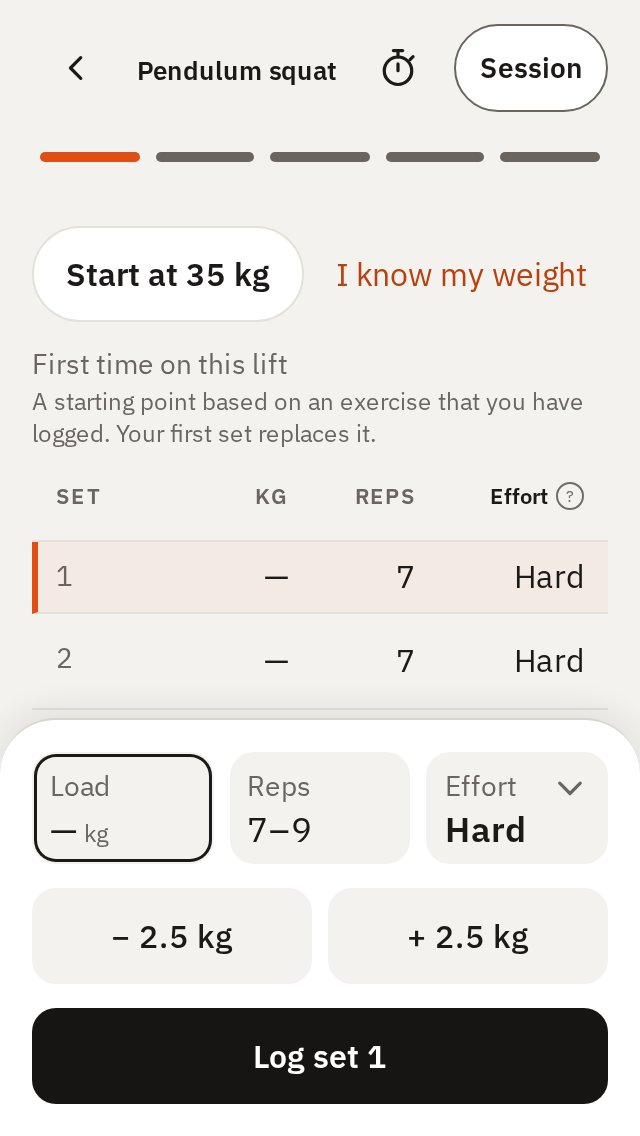 Pendulum squat
Session
Start at 35 kg
I know my weight
First time on this lift
A starting point based on an exercise that you have
logged. Your first set replaces it.
SET KG REPS Effort ?
1 — 7 Hard
2 — 7 Hard
Load Reps Effort
— kg 7–9 Hard
− 2.5 kg + 2.5 kg
Log set 1